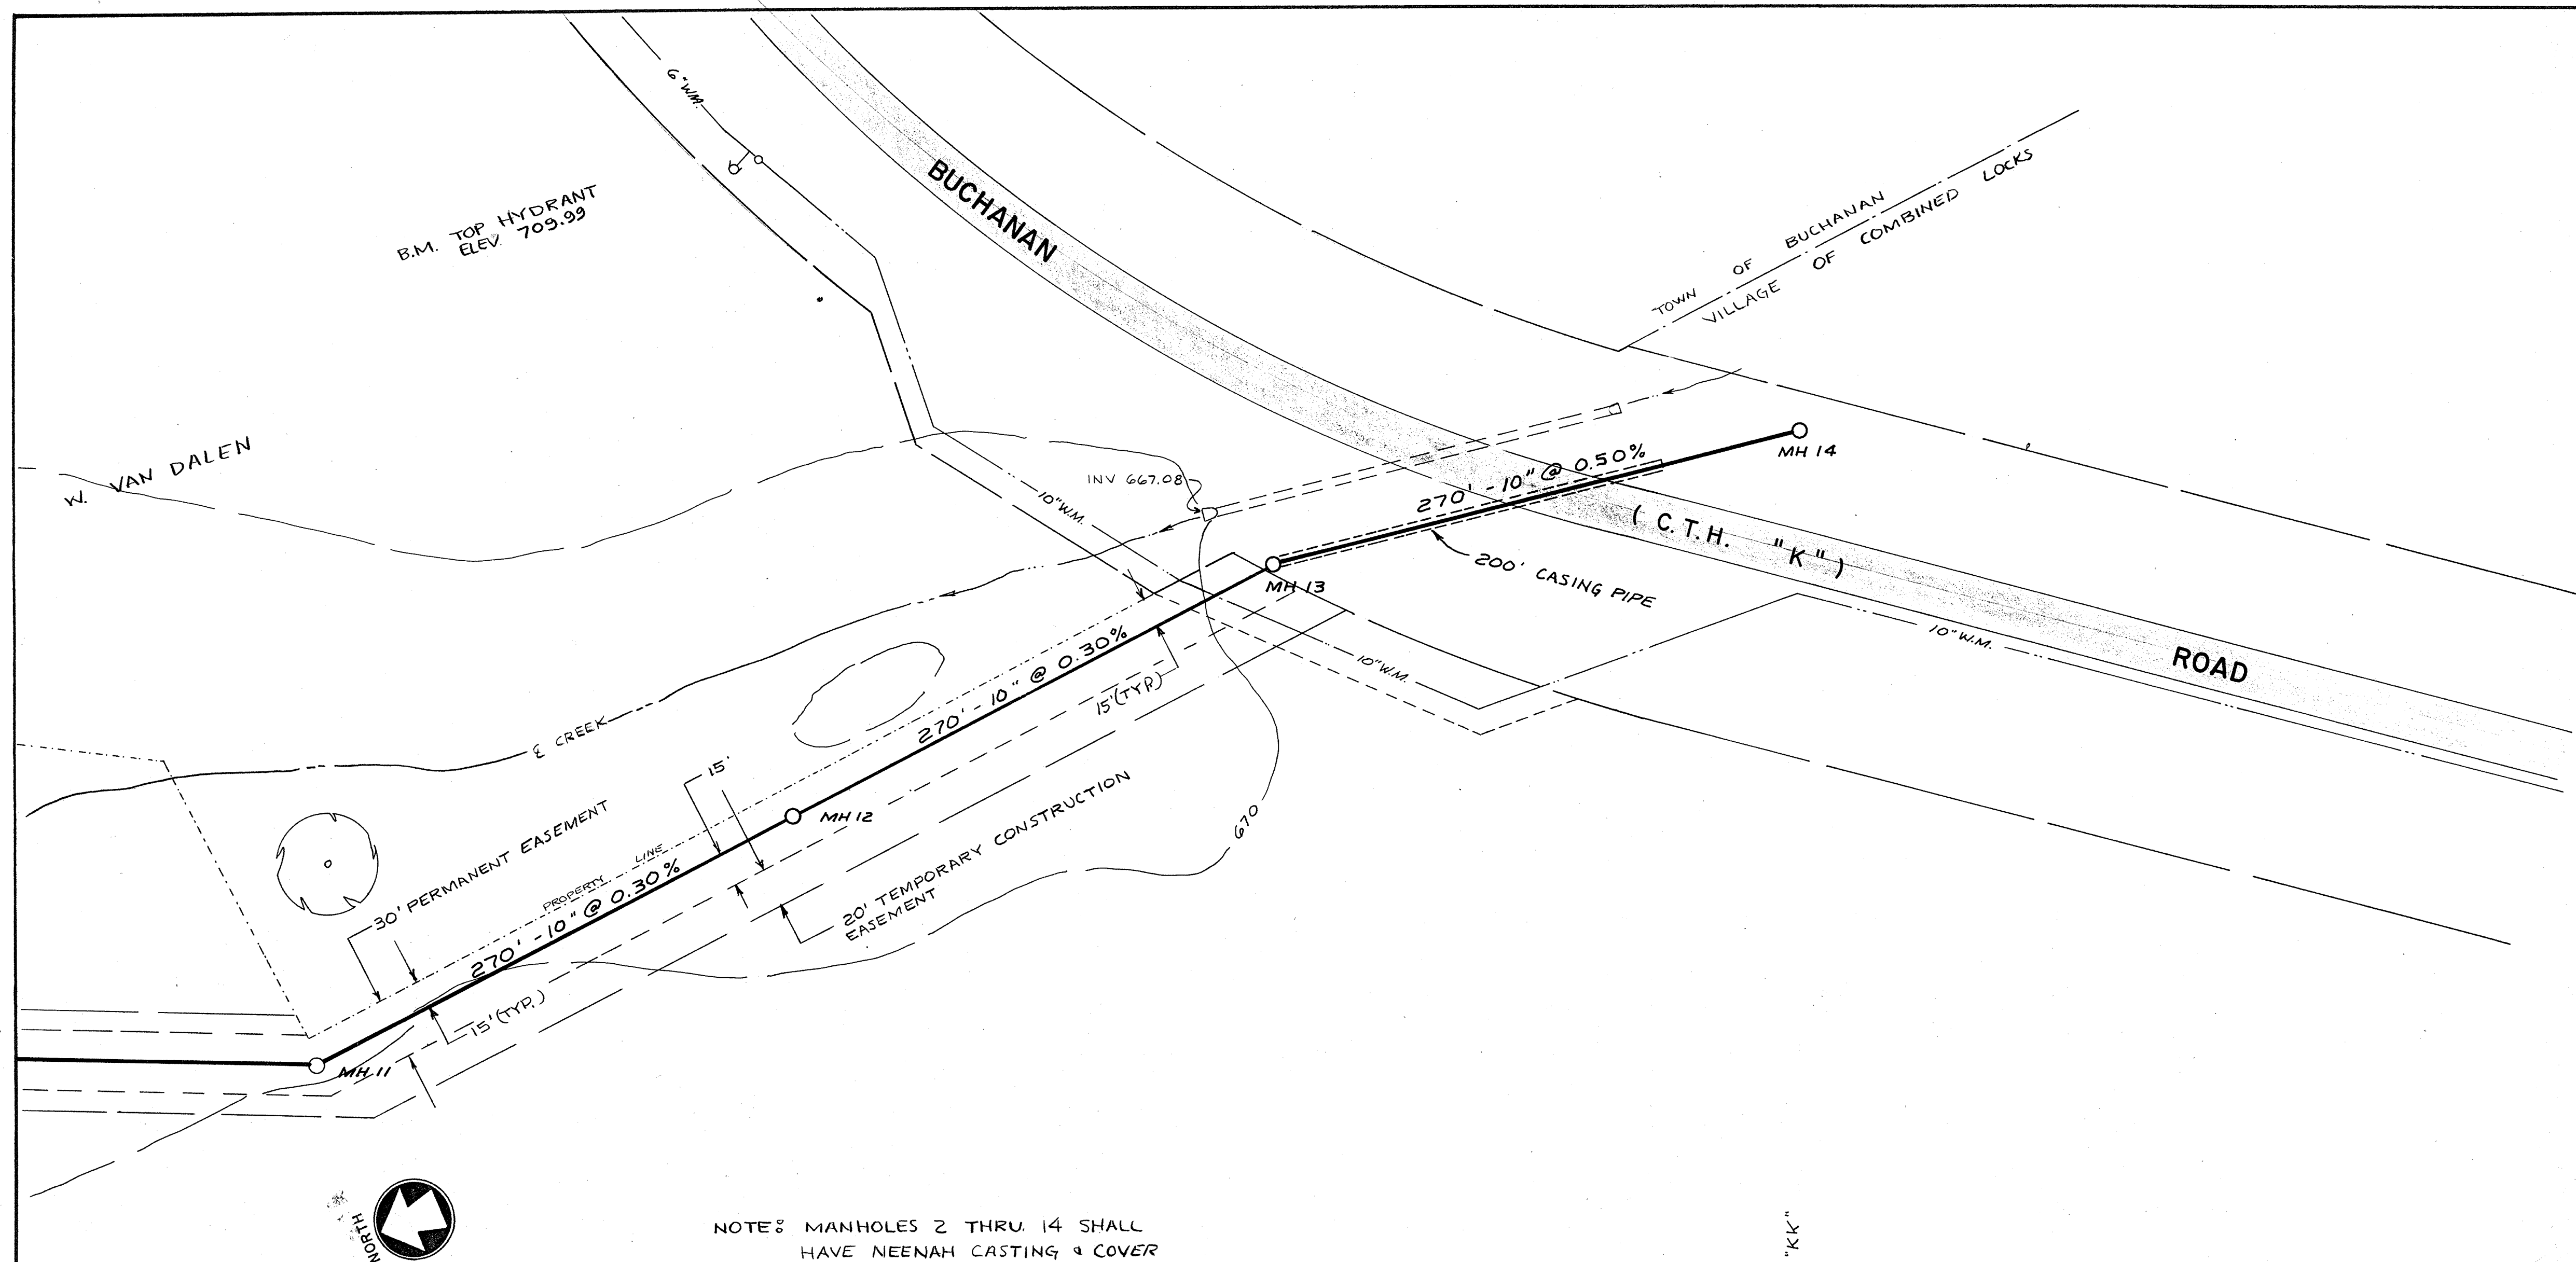 6" W.M.
B.M. TOP HYDRANT
ELEV. 709.99
BUCHANAN
TOWN OF BUCHANAN
VILLAGE OF COMBINED LOCKS
W. VAN DALEN
INV 667.08
10" W.M.
270' - 10" @ 0.50%
MH 14
( C.T.H. "K" )
200' CASING PIPE
MH 13
10" W.M.
ROAD
10" W.M.
270' - 10" @ 0.30%
15' (TYP.)
℄ CREEK
15'
MH 12
670
30' PERMANENT EASEMENT
PROPERTY LINE
270' - 10" @ 0.30%
20' TEMPORARY CONSTRUCTION
EASEMENT
15' (TYP.)
MH 11
NORTH
NOTE: MANHOLES 2 THRU. 14 SHALL
HAVE NEENAH CASTING & COVER
"KK"